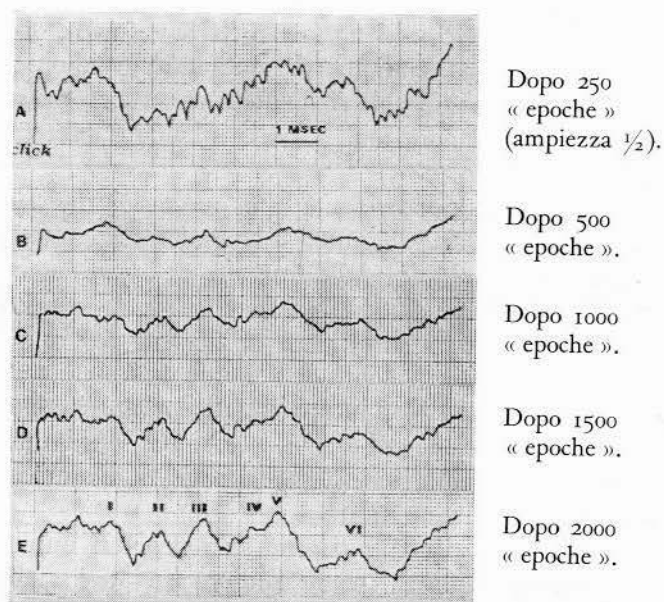 A
click
1 MSEC
Dopo 250
« epoche »
(ampiezza ½).
B
Dopo 500
« epoche ».
C
Dopo 1000
« epoche ».
D
Dopo 1500
« epoche ».
I II III IV V VI
E
Dopo 2000
« epoche ».